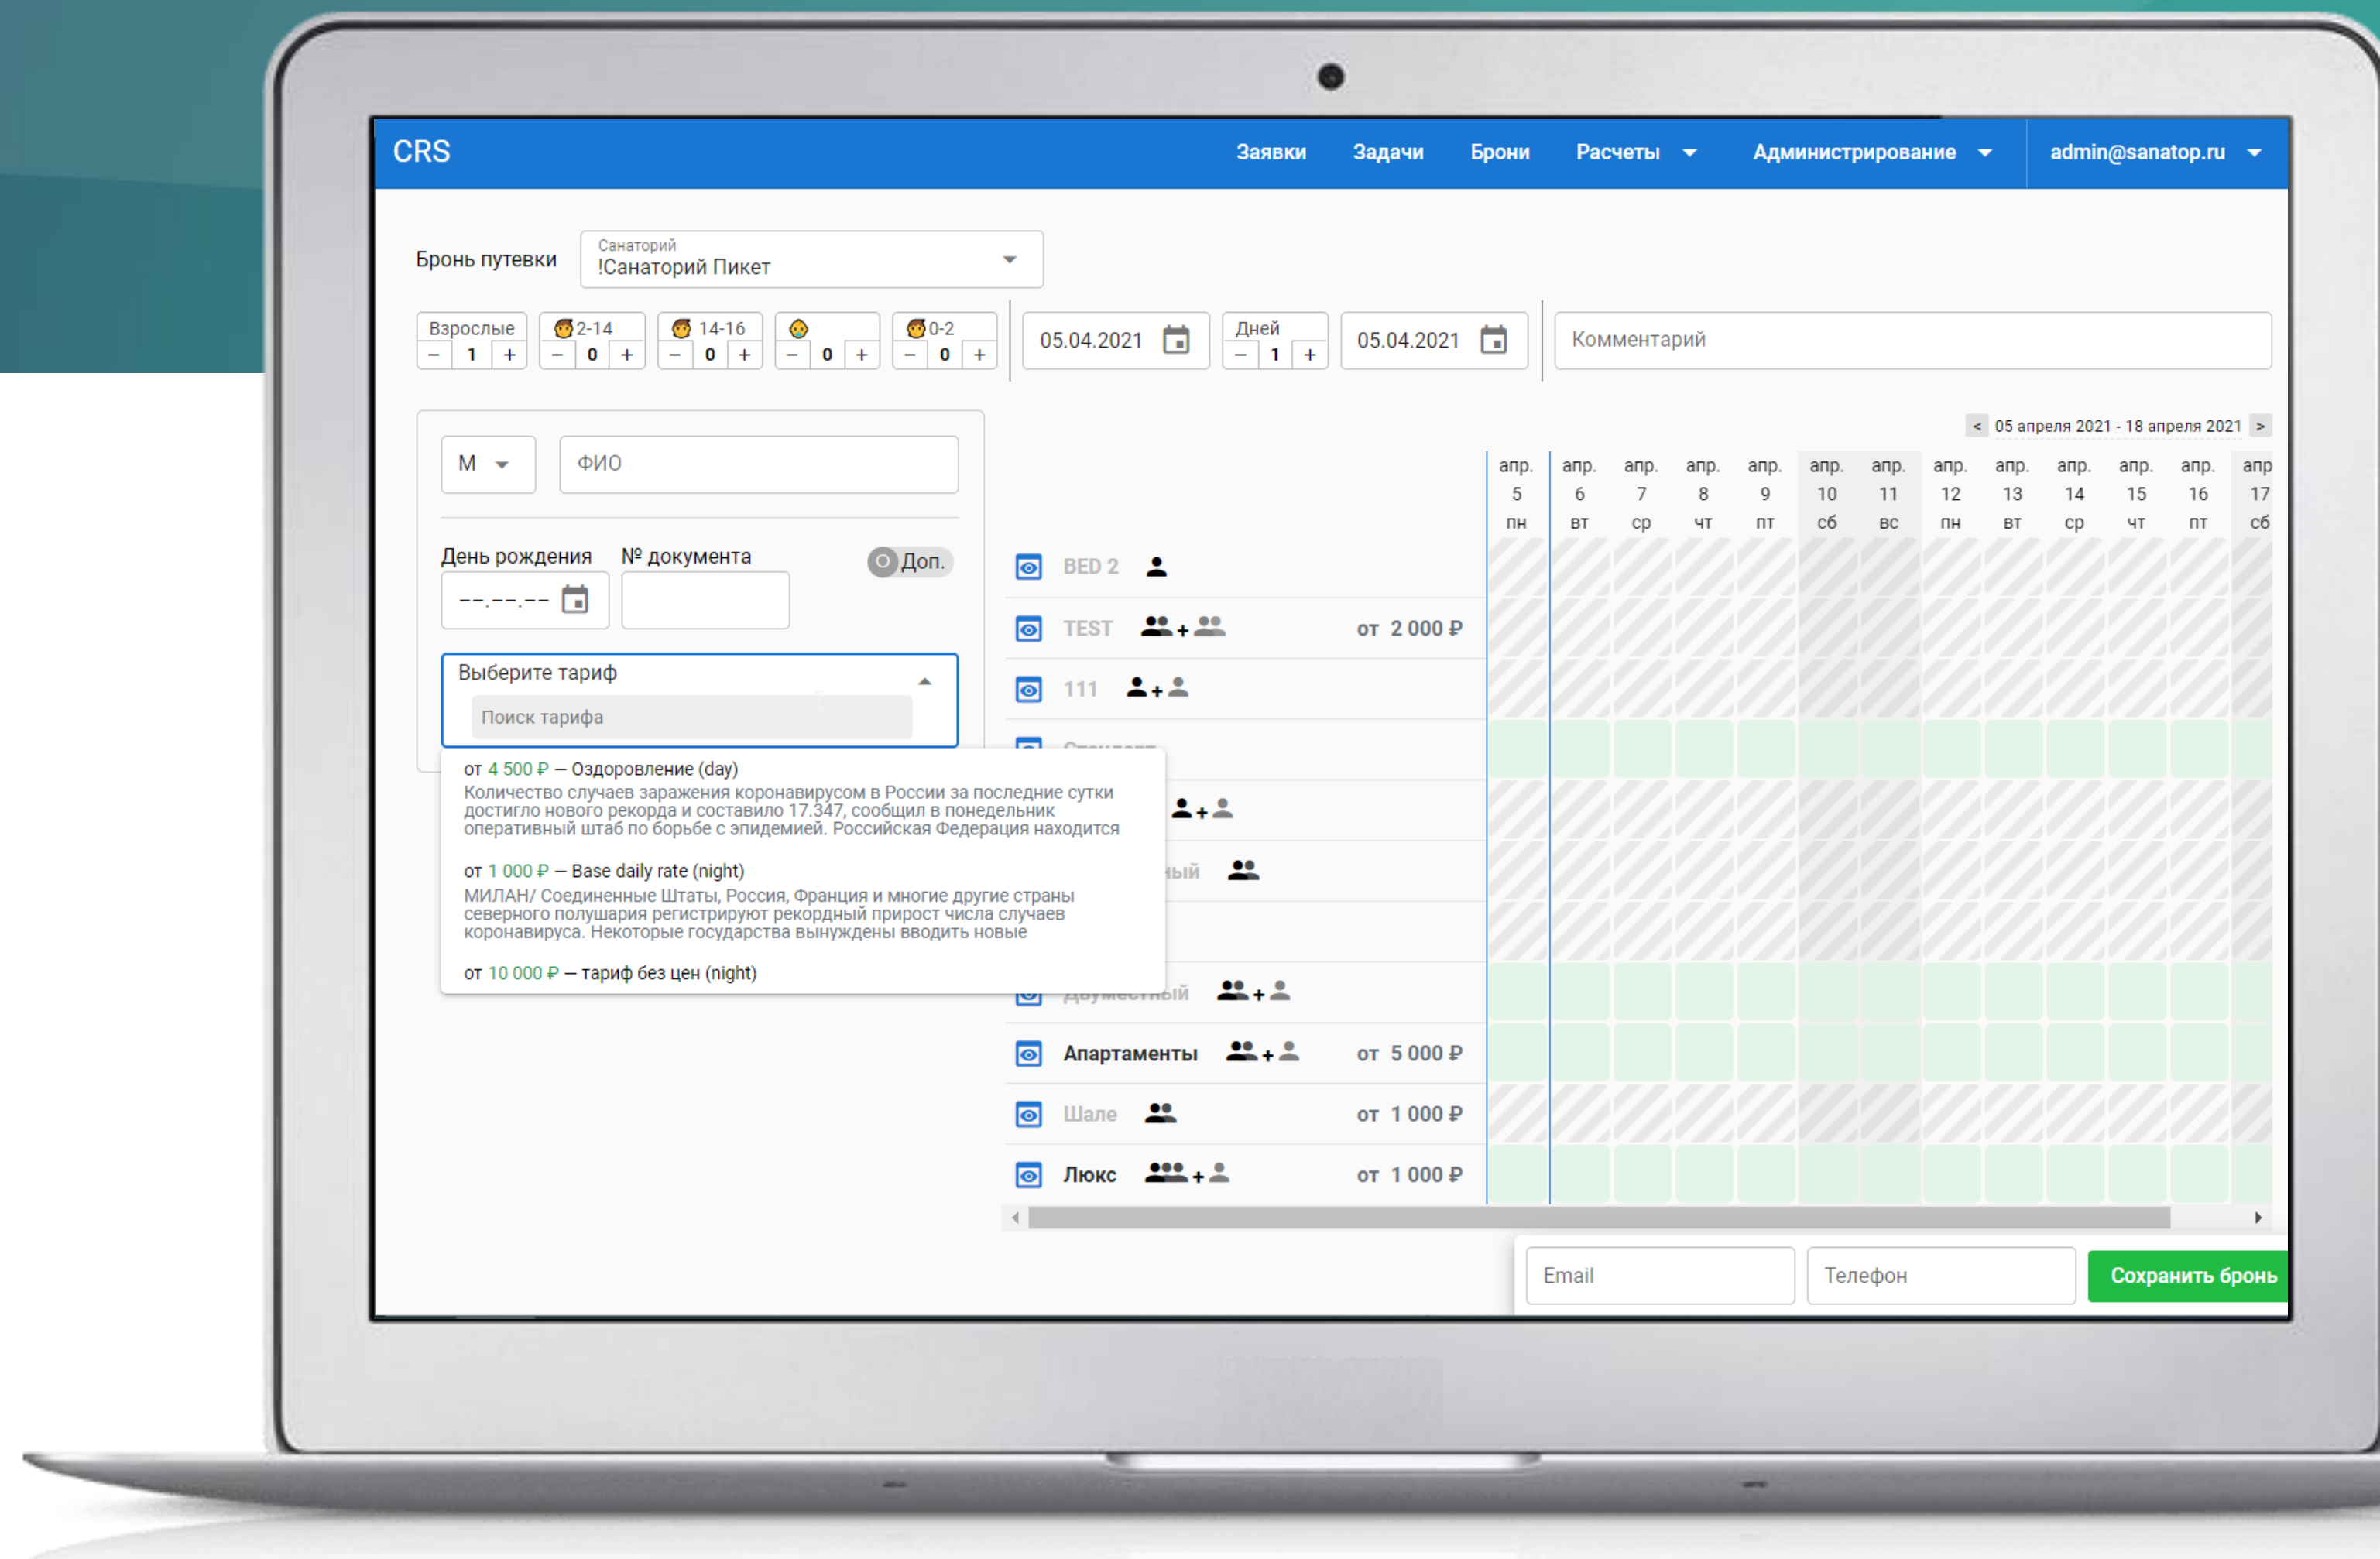 CRS Заявки Задачи Брони Расчеты Администрирование admin@sanatop.ru
Бронь путевки
Санаторий
!Санаторий Пикет
Взрослые 2-14 14-16 0-2
− 1 + − 0 + − 0 + − 0 + − 0 +
05.04.2021
Дней
− 1 +
05.04.2021
Комментарий
< 05 апреля 2021 - 18 апреля 2021 >
М
ФИО
День рождения № документа
Доп.
--.--.--
Выберите тариф
Поиск тарифа
от 4 500 ₽ — Оздоровление (day)
Количество случаев заражения коронавирусом в России за последние сутки
достигло нового рекорда и составило 17.347, сообщил в понедельник
оперативный штаб по борьбе с эпидемией. Российская Федерация находится
от 1 000 ₽ — Base daily rate (night)
МИЛАН/ Соединенные Штаты, Россия, Франция и многие другие страны
северного полушария регистрируют рекордный прирост числа случаев
коронавируса. Некоторые государства вынуждены вводить новые
от 10 000 ₽ — тариф без цен (night)
апр. апр. апр. апр. апр. апр. апр. апр. апр. апр. апр. апр. апр
5 6 7 8 9 10 11 12 13 14 15 16 17
пн вт ср чт пт сб вс пн вт ср чт пт сб
BED 2
TEST + от 2 000 ₽
111 +
Стандарт
+
ный
Двуместный +
Апартаменты + от 5 000 ₽
Шале от 1 000 ₽
Люкс + от 1 000 ₽
Email
Телефон
Сохранить бронь